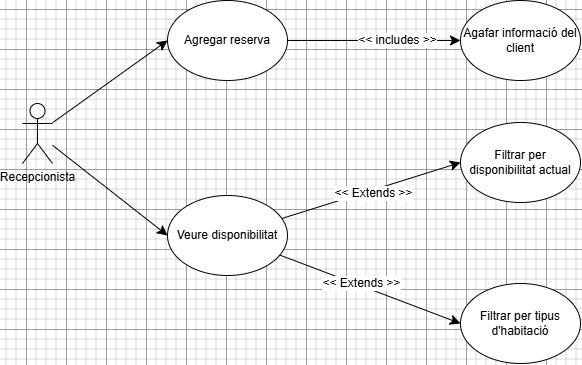 Agregar reserva
<< includes >>
Agafar informació del
client
Recepcionista
Filtrar per
disponibilitat actual
<< Extends >>
Veure disponibilitat
<< Extends >>
Filtrar per tipus
d'habitació